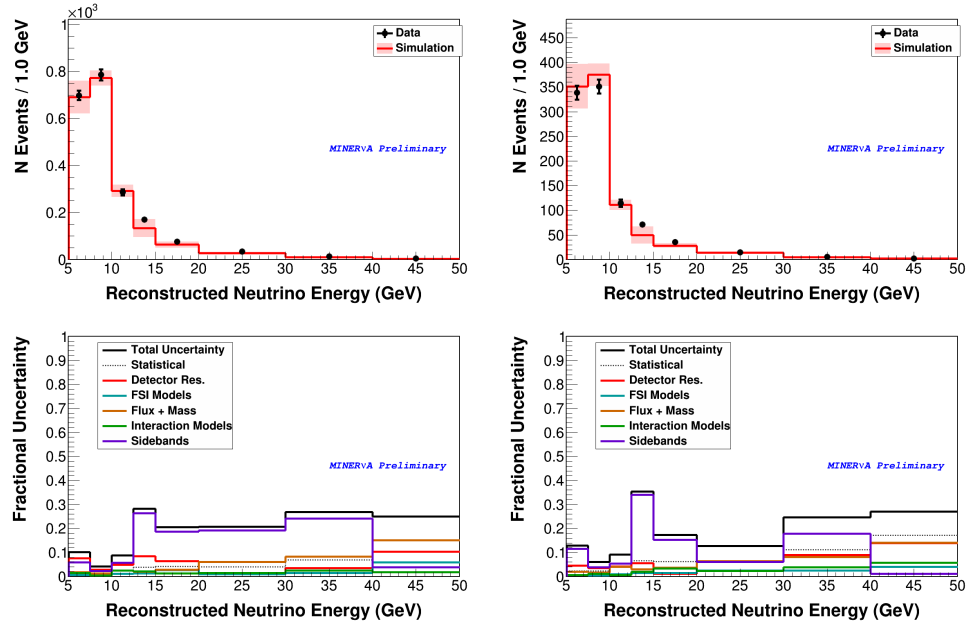 ×10³
N Events / 1.0 GeV
1
0.8
0.6
0.4
0.2
0
Data
Simulation
MINERνA Preliminary
5 10 15 20 25 30 35 40 45 50
Reconstructed Neutrino Energy (GeV)
N Events / 1.0 GeV
450
400
350
300
250
200
150
100
50
0
Data
Simulation
MINERνA Preliminary
5 10 15 20 25 30 35 40 45 50
Reconstructed Neutrino Energy (GeV)
Fractional Uncertainty
1
0.9
0.8
0.7
0.6
0.5
0.4
0.3
0.2
0.1
0
Total Uncertainty
Statistical
Detector Res.
FSI Models
Flux + Mass
Interaction Models
Sidebands
MINERνA Preliminary
5 10 15 20 25 30 35 40 45 50
Reconstructed Neutrino Energy (GeV)
Fractional Uncertainty
1
0.9
0.8
0.7
0.6
0.5
0.4
0.3
0.2
0.1
0
Total Uncertainty
Statistical
Detector Res.
FSI Models
Flux + Mass
Interaction Models
Sidebands
MINERνA Preliminary
5 10 15 20 25 30 35 40 45 50
Reconstructed Neutrino Energy (GeV)